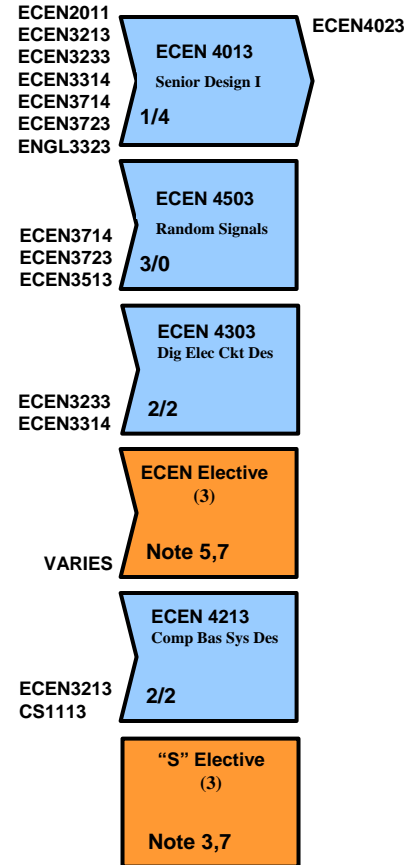 ECEN2011
ECEN3213
ECEN3233
ECEN3314
ECEN3714
ECEN3723
ENGL3323
ECEN 4013
Senior Design I
1/4
ECEN4023
ECEN3714
ECEN3723
ECEN3513
ECEN 4503
Random Signals
3/0
ECEN3233
ECEN3314
ECEN 4303
Dig Elec Ckt Des
2/2
VARIES
ECEN Elective
(3)
Note 5,7
ECEN3213
CS1113
ECEN 4213
Comp Bas Sys Des
2/2
“S” Elective
(3)
Note 3,7